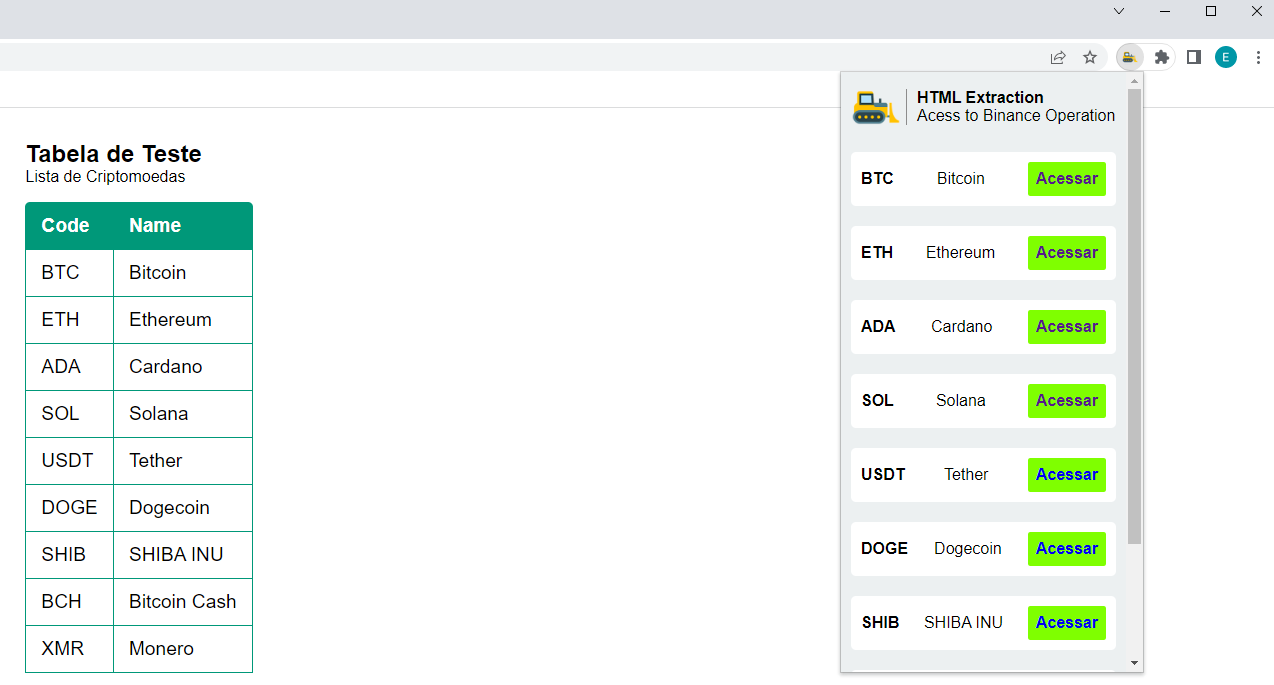 E
HTML Extraction
Acess to Binance Operation
Tabela de Teste
Lista de Criptomoedas
Code Name
BTC Bitcoin
ETH Ethereum
ADA Cardano
SOL Solana
USDT Tether
DOGE Dogecoin
SHIB SHIBA INU
BCH Bitcoin Cash
XMR Monero
BTC Bitcoin Acessar
ETH Ethereum Acessar
ADA Cardano Acessar
SOL Solana Acessar
USDT Tether Acessar
DOGE Dogecoin Acessar
SHIB SHIBA INU Acessar